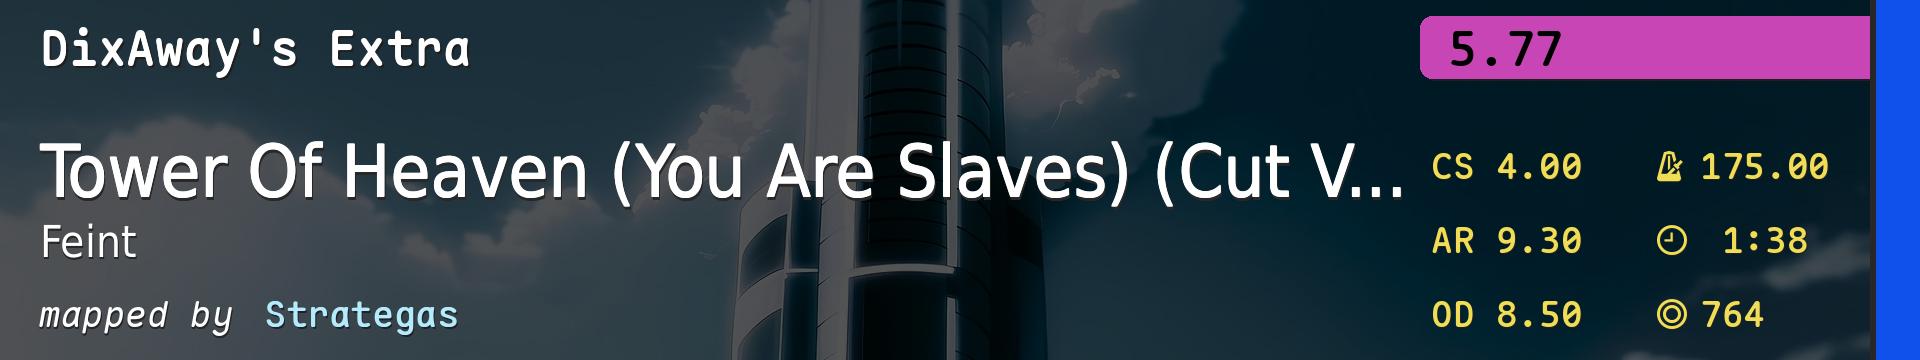 DixAway's Extra
5.77
Tower Of Heaven (You Are Slaves) (Cut V...
CS 4.00
175.00
Feint
AR 9.30
1:38
mapped by Strategas
OD 8.50
764